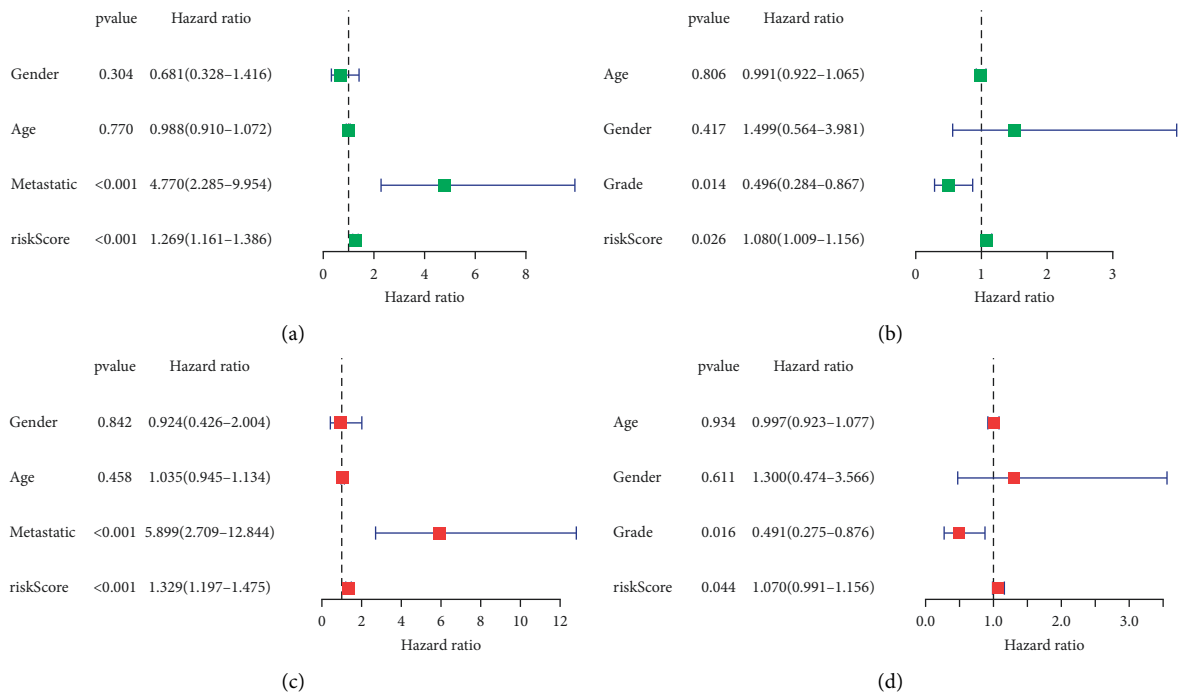 pvalue Hazard ratio
Gender 0.304 0.681(0.328–1.416)
Age 0.770 0.988(0.910–1.072)
Metastatic <0.001 4.770(2.285–9.954)
riskScore <0.001 1.269(1.161–1.386)
0 2 4 6 8
Hazard ratio
(a)
pvalue Hazard ratio
Age 0.806 0.991(0.922–1.065)
Gender 0.417 1.499(0.564–3.981)
Grade 0.014 0.496(0.284–0.867)
riskScore 0.026 1.080(1.009–1.156)
0 1 2 3
Hazard ratio
(b)
pvalue Hazard ratio
Gender 0.842 0.924(0.426–2.004)
Age 0.458 1.035(0.945–1.134)
Metastatic <0.001 5.899(2.709–12.844)
riskScore <0.001 1.329(1.197–1.475)
0 2 4 6 8 10 12
Hazard ratio
(c)
pvalue Hazard ratio
Age 0.934 0.997(0.923–1.077)
Gender 0.611 1.300(0.474–3.566)
Grade 0.016 0.491(0.275–0.876)
riskScore 0.044 1.070(0.991–1.156)
0.0 1.0 2.0 3.0
Hazard ratio
(d)